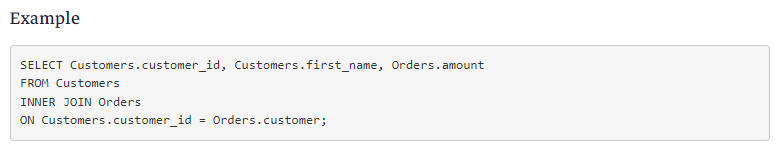 Example
SELECT Customers.customer_id, Customers.first_name, Orders.amount
FROM Customers
INNER JOIN Orders
ON Customers.customer_id = Orders.customer;